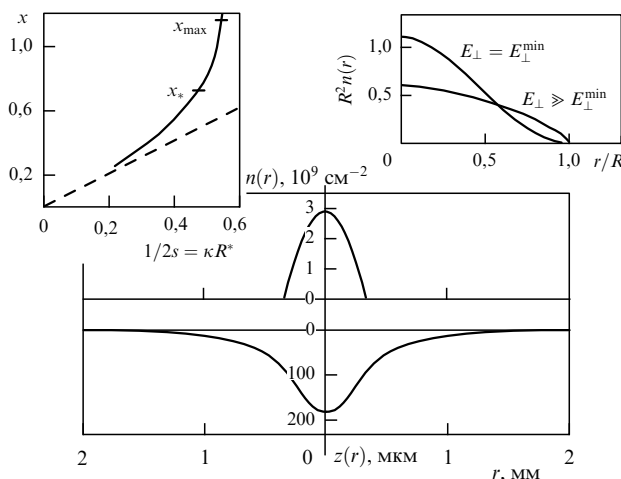 x
1,0
0,6
0,2
0
0,2
0,4
0,6
x_max
x_*
1/2s = κR*
R²n(r)
1,0
0,5
0
0,5
1,0
r/R
E_⊥ = E_⊥^min
E_⊥ ≫ E_⊥^min
n(r), 10⁹ см⁻²
3
2
1
0
1
1
0
100
200
2
1
0
z(r), мкм
1
2
r, мм